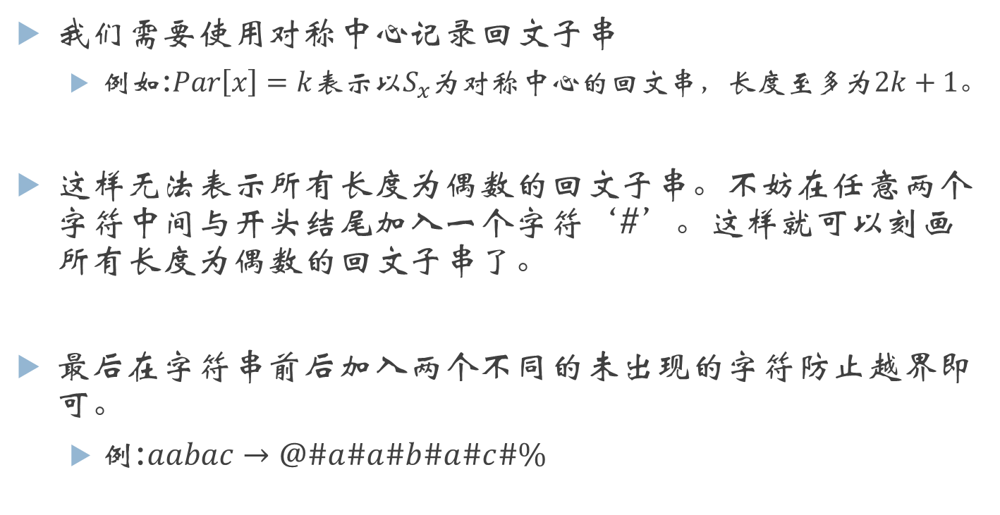 我们需要使用对称中心记录回文子串
例如:Par[x] = k表示以Sₓ为对称中心的回文串，长度至多为2k + 1。
这样无法表示所有长度为偶数的回文子串。不妨在任意两个
字符中间与开头结尾加入一个字符‘#’。这样就可以刻画
所有长度为偶数的回文子串了。
最后在字符串前后加入两个不同的未出现的字符防止越界即
可。
例:aabac → @#a#a#b#a#c#%